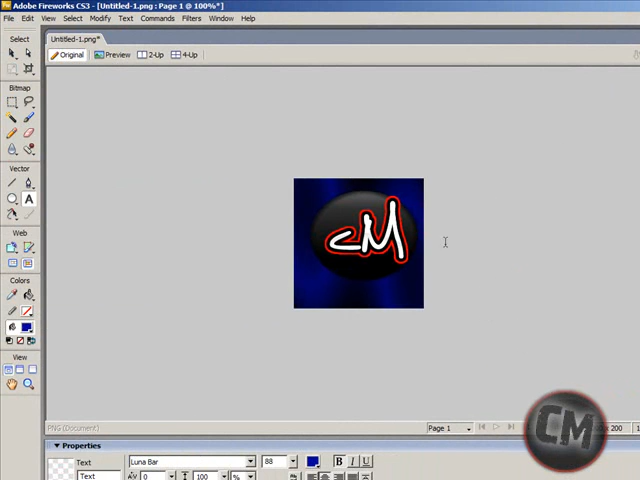 Adobe Fireworks CS3 - [Untitled-1.png : Page 1 @ 100%*]
File Edit View Select Modify Text Commands Filters Window Help
Select
Untitled-1.png*
Original Preview 2-Up 4-Up
Bitmap
Vector
A
Web
Colors
View
cM
PNG (Document)
Page 1
x 200
CM
Properties
Text
Luna Bar
88
B I U
Text
0
100
%